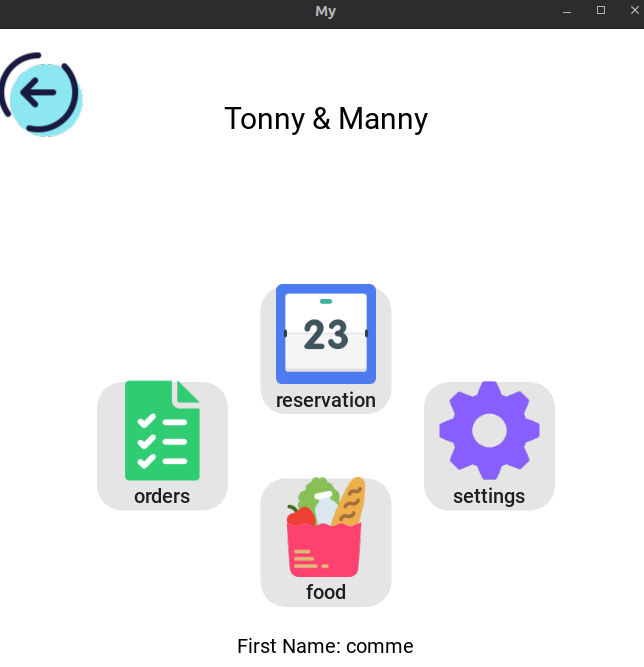 My
Tonny & Manny
23
reservation
orders
settings
food
First Name: comme